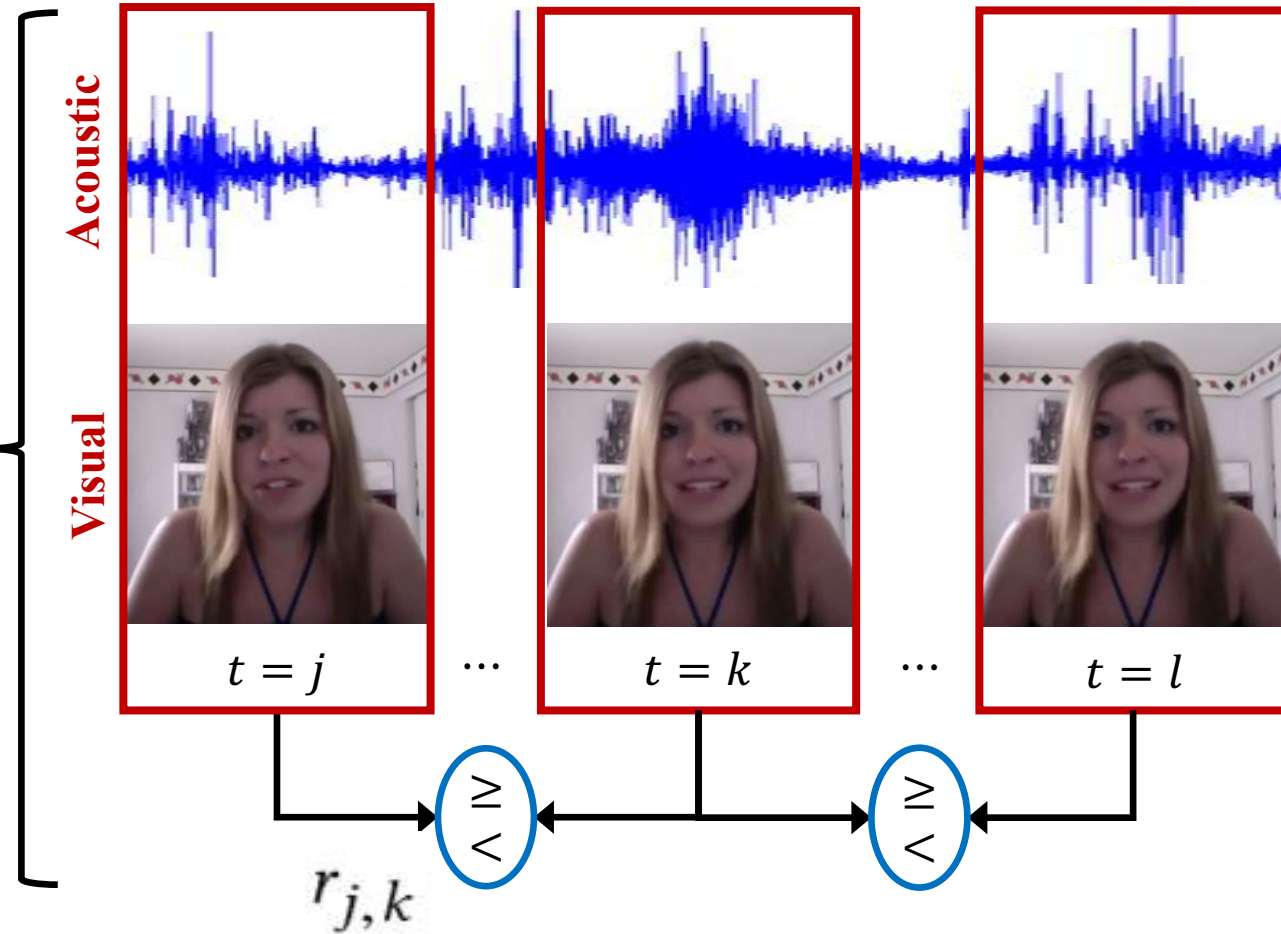 Acoustic
Visual
t = j
...
t = k
...
t = l
≥
<
≥
<
r_{j,k}